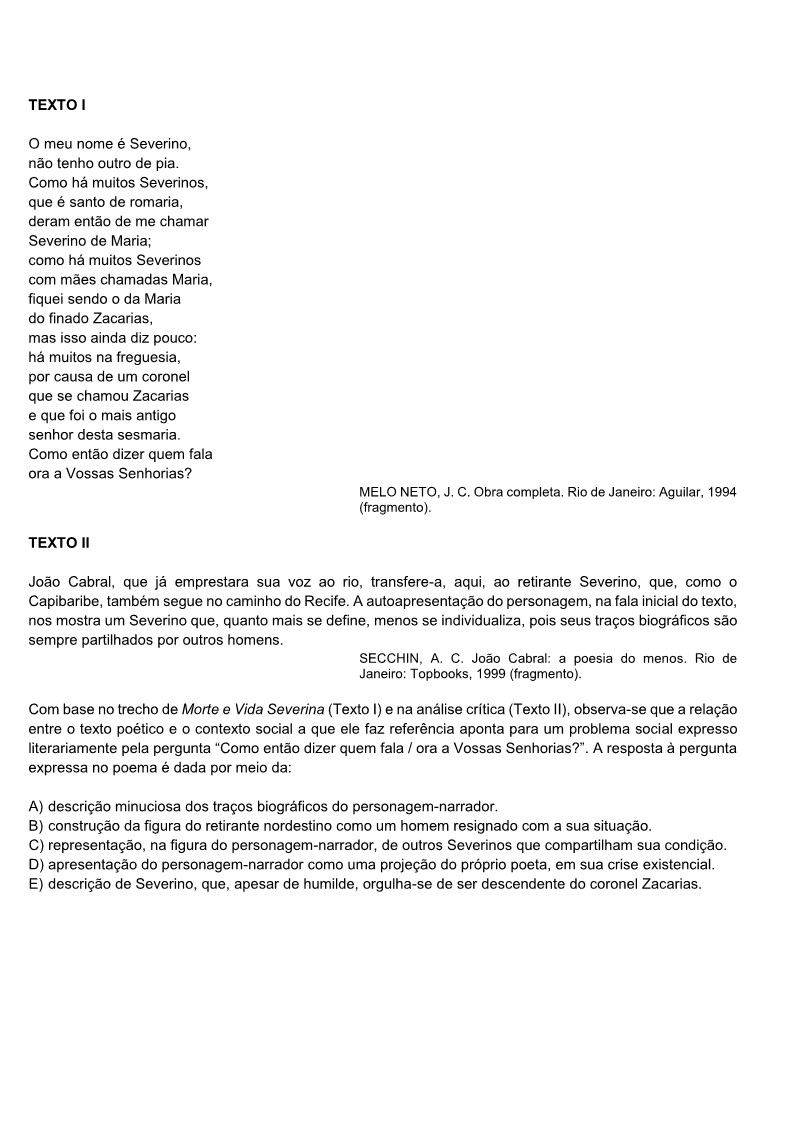 TEXTO I
O meu nome é Severino,
não tenho outro de pia.
Como há muitos Severinos,
que é santo de romaria,
deram então de me chamar
Severino de Maria;
como há muitos Severinos
com mães chamadas Maria,
fiquei sendo o da Maria
do finado Zacarias,
mas isso ainda diz pouco:
há muitos na freguesia,
por causa de um coronel
que se chamou Zacarias
e que foi o mais antigo
senhor desta sesmaria.
Como então dizer quem fala
ora a Vossas Senhorias?
MELO NETO, J. C. Obra completa. Rio de Janeiro: Aguilar, 1994
(fragmento).
TEXTO II
João Cabral, que já emprestara sua voz ao rio, transfere-a, aqui, ao retirante Severino, que, como o
Capibaribe, também segue no caminho do Recife. A autoapresentação do personagem, na fala inicial do texto,
nos mostra um Severino que, quanto mais se define, menos se individualiza, pois seus traços biográficos são
sempre partilhados por outros homens.
SECCHIN, A. C. João Cabral: a poesia do menos. Rio de
Janeiro: Topbooks, 1999 (fragmento).
Com base no trecho de Morte e Vida Severina (Texto I) e na análise crítica (Texto II), observa-se que a relação
entre o texto poético e o contexto social a que ele faz referência aponta para um problema social expresso
literariamente pela pergunta “Como então dizer quem fala / ora a Vossas Senhorias?”. A resposta à pergunta
expressa no poema é dada por meio da:
A) descrição minuciosa dos traços biográficos do personagem-narrador.
B) construção da figura do retirante nordestino como um homem resignado com a sua situação.
C) representação, na figura do personagem-narrador, de outros Severinos que compartilham sua condição.
D) apresentação do personagem-narrador como uma projeção do próprio poeta, em sua crise existencial.
E) descrição de Severino, que, apesar de humilde, orgulha-se de ser descendente do coronel Zacarias.